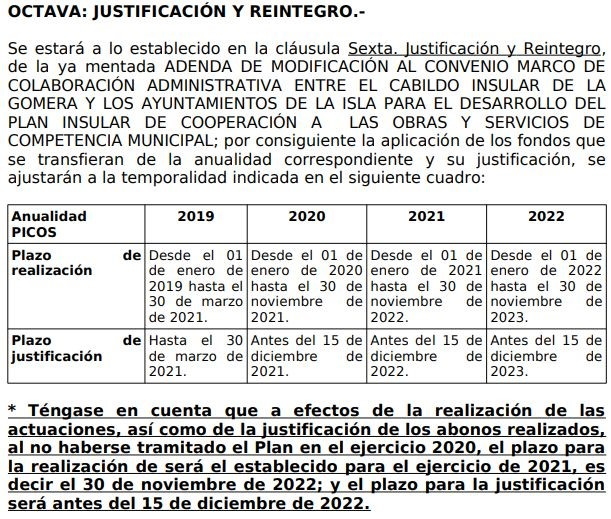 OCTAVA: JUSTIFICACIÓN Y REINTEGRO.-
Se estará a lo establecido en la cláusula Sexta. Justificación y Reintegro,
de la ya mentada ADENDA DE MODIFICACIÓN AL CONVENIO MARCO DE
COLABORACIÓN ADMINISTRATIVA ENTRE EL CABILDO INSULAR DE LA
GOMERA Y LOS AYUNTAMIENTOS DE LA ISLA PARA EL DESARROLLO DEL
PLAN INSULAR DE COOPERACIÓN A LAS OBRAS Y SERVICIOS DE
COMPETENCIA MUNICIPAL; por consiguiente la aplicación de los fondos que
se transfieran de la anualidad correspondiente y su justificación, se
ajustarán a la temporalidad indicada en el siguiente cuadro:
Anualidad PICOS 2019 2020 2021 2022
Plazo de Desde el 01 Desde el 01 de Desde el 01 de Desde el 01 de
realización de enero de enero de 2020 enero de 2021 enero de 2022
2019 hasta el hasta el 30 de hasta el 30 de hasta el 30 de
30 de marzo noviembre de noviembre de noviembre de
de 2021. 2021. 2022. 2023.
Plazo de Hasta el 30 Antes del 15 de Antes del 15 de Antes del 15 de
justificación de marzo de diciembre de diciembre de diciembre de
2021. 2021. 2022. 2023.
* Téngase en cuenta que a efectos de la realización de las
actuaciones, así como de la justificación de los abonos realizados,
al no haberse tramitado el Plan en el ejercicio 2020, el plazo para
la realización de será el establecido para el ejercicio de 2021, es
decir el 30 de noviembre de 2022; y el plazo para la justificación
será antes del 15 de diciembre de 2022.